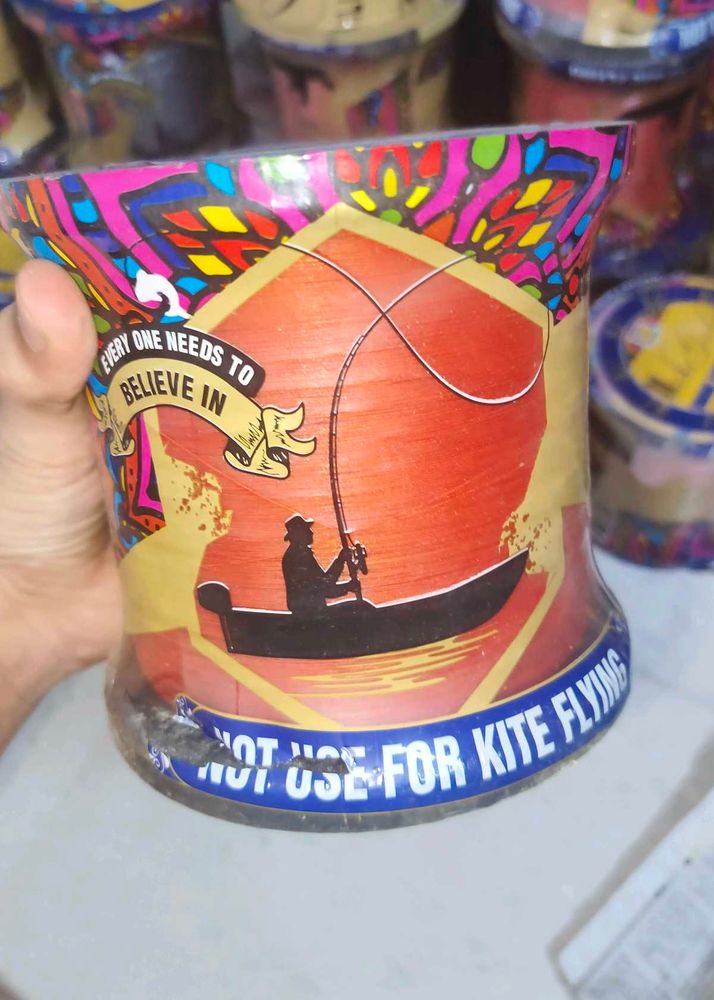 EVERY ONE NEEDS TO
BELIEVE IN
NOT USE FOR KITE FLYING